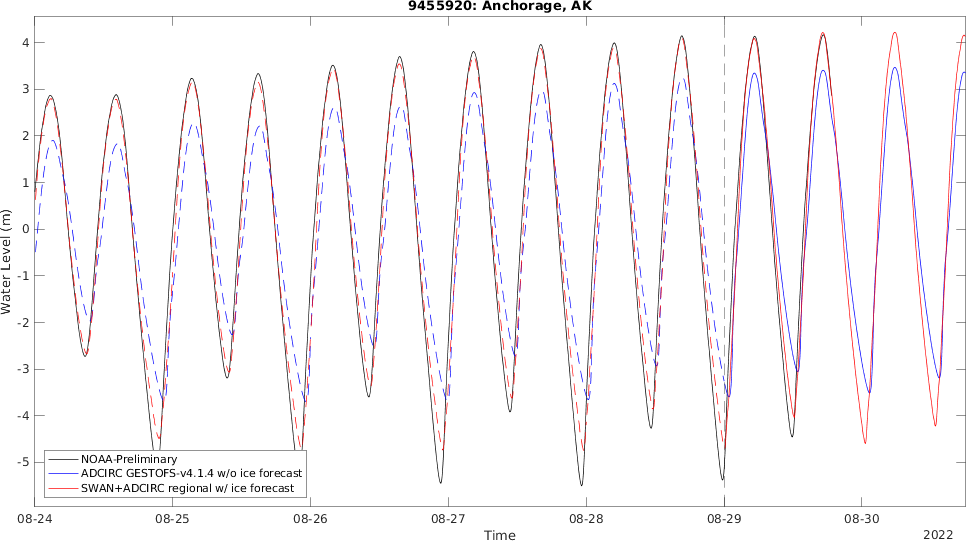 9455920: Anchorage, AK
4
3
2
1
0
-1
-2
-3
-4
-5
Water Level (m)
NOAA-Preliminary
ADCIRC GESTOFS-v4.1.4 w/o ice forecast
SWAN+ADCIRC regional w/ ice forecast
08-24 08-25 08-26 08-27 08-28 08-29 08-30
Time
2022